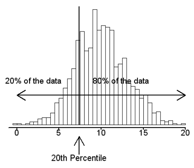 20% of the data 80% of the data
0 5 10 15 20
20th Percentile